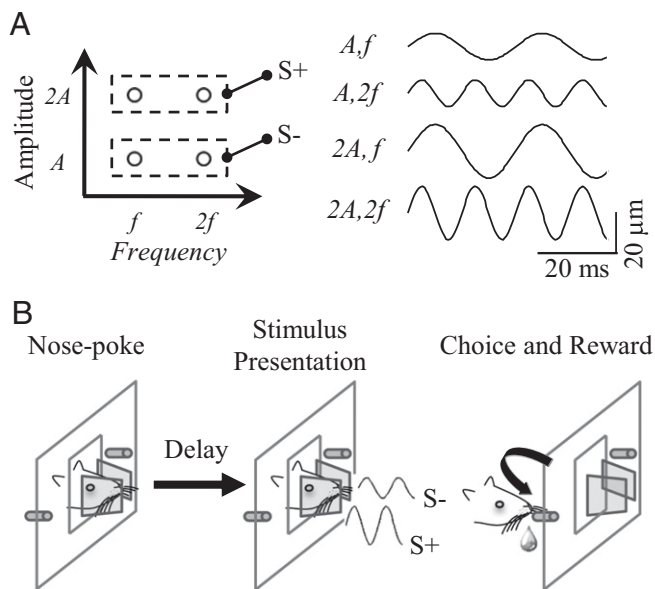 A
Amplitude
2A
A
f
2f
Frequency
S+
S-
A,f
A,2f
2A,f
2A,2f
20 ms
20 μm
B
Nose-poke
Stimulus
Presentation
Choice and Reward
Delay
S-
S+